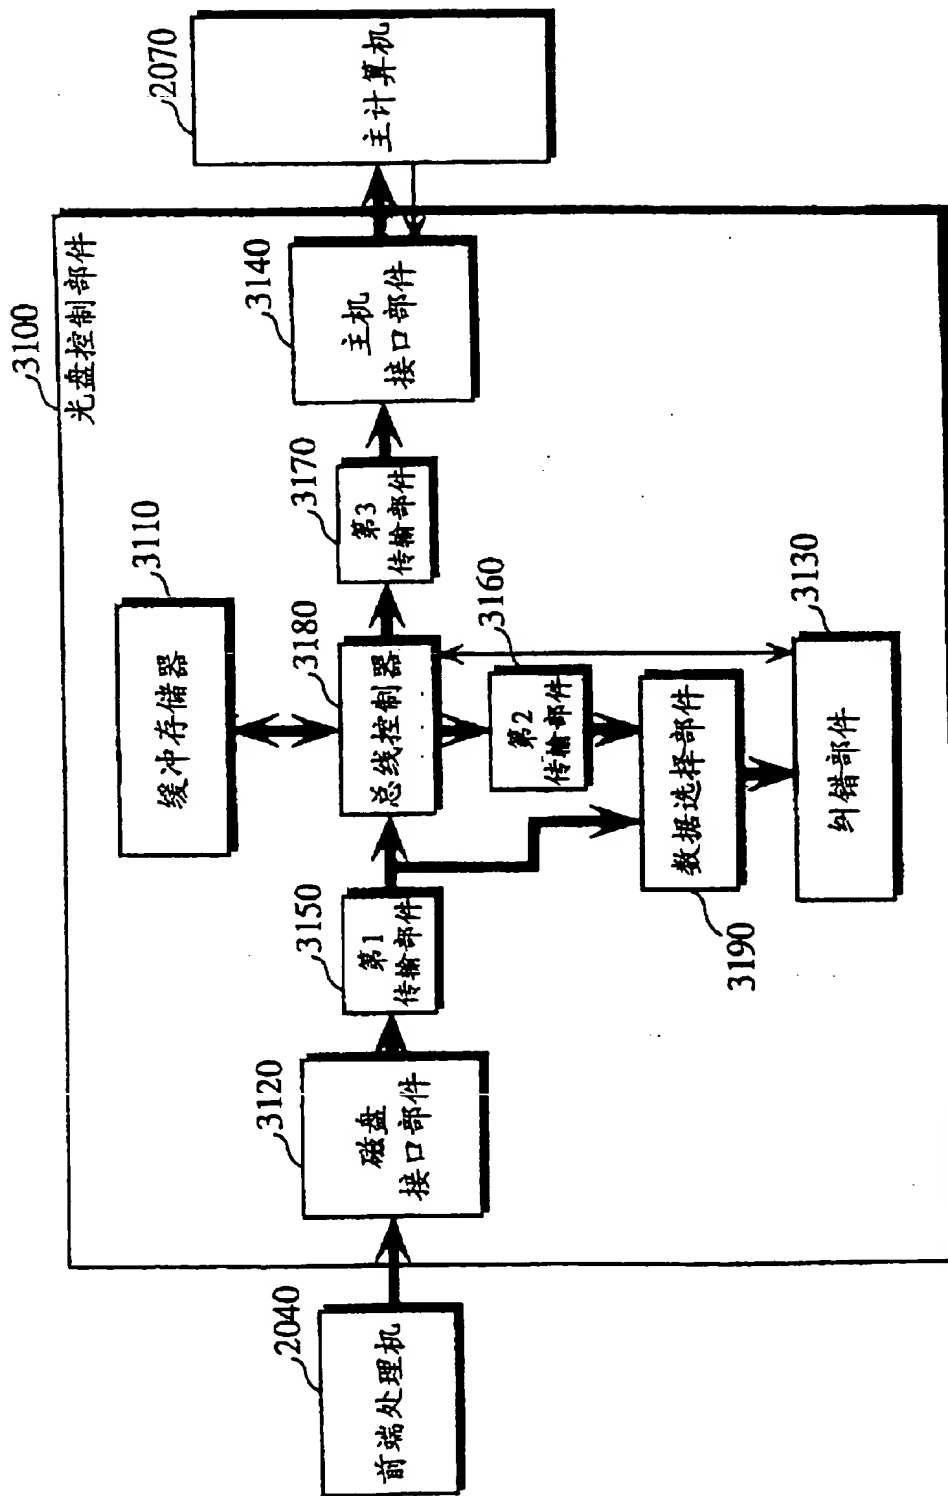 3100
光盘控制部件
3110
缓冲存储器
2040
前端处理机
3120
磁盘
接口部件
3150
第1
传输部件
3180
总线控制器
3170
第3
传输部件
3140
主机
接口部件
2070
主计算机
3160
第2
传输部件
3190
数据选择部件
3130
纠错部件